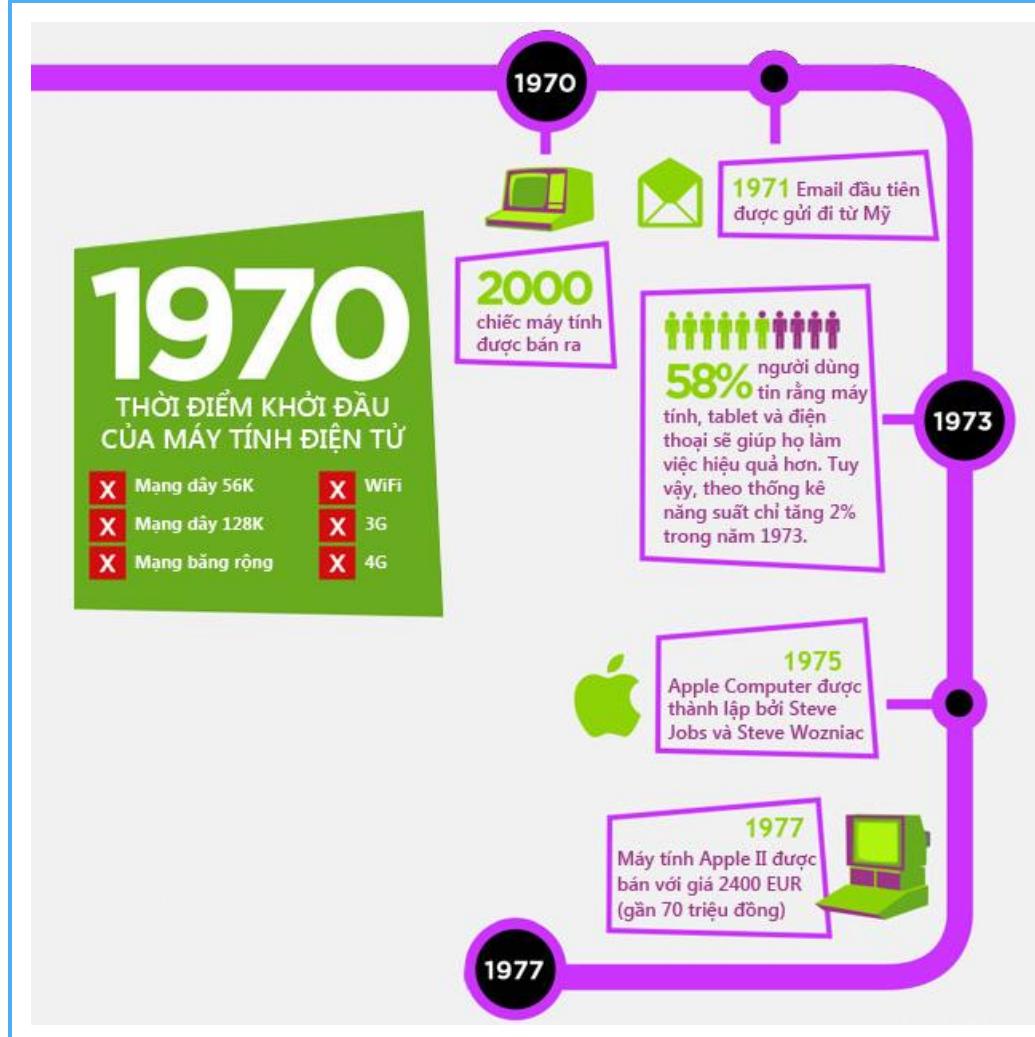 1970
1971 Email đầu tiên
được gửi đi từ Mỹ
1970
THỜI ĐIỂM KHỞI ĐẦU
CỦA MÁY TÍNH ĐIỆN TỬ
X Mạng dây 56K
X Mạng dây 128K
X Mạng băng rộng
X WiFi
X 3G
X 4G
2000
chiếc máy tính
được bán ra
58% người dùng
tin rằng máy
tính, tablet và điện
thoại sẽ giúp họ làm
việc hiệu quả hơn. Tuy
vậy, theo thống kê
năng suất chỉ tăng 2%
trong năm 1973.
1973
1975
Apple Computer được
thành lập bởi Steve
Jobs và Steve Wozniac
1977
Máy tính Apple II được
bán với giá 2400 EUR
(gần 70 triệu đồng)
1977